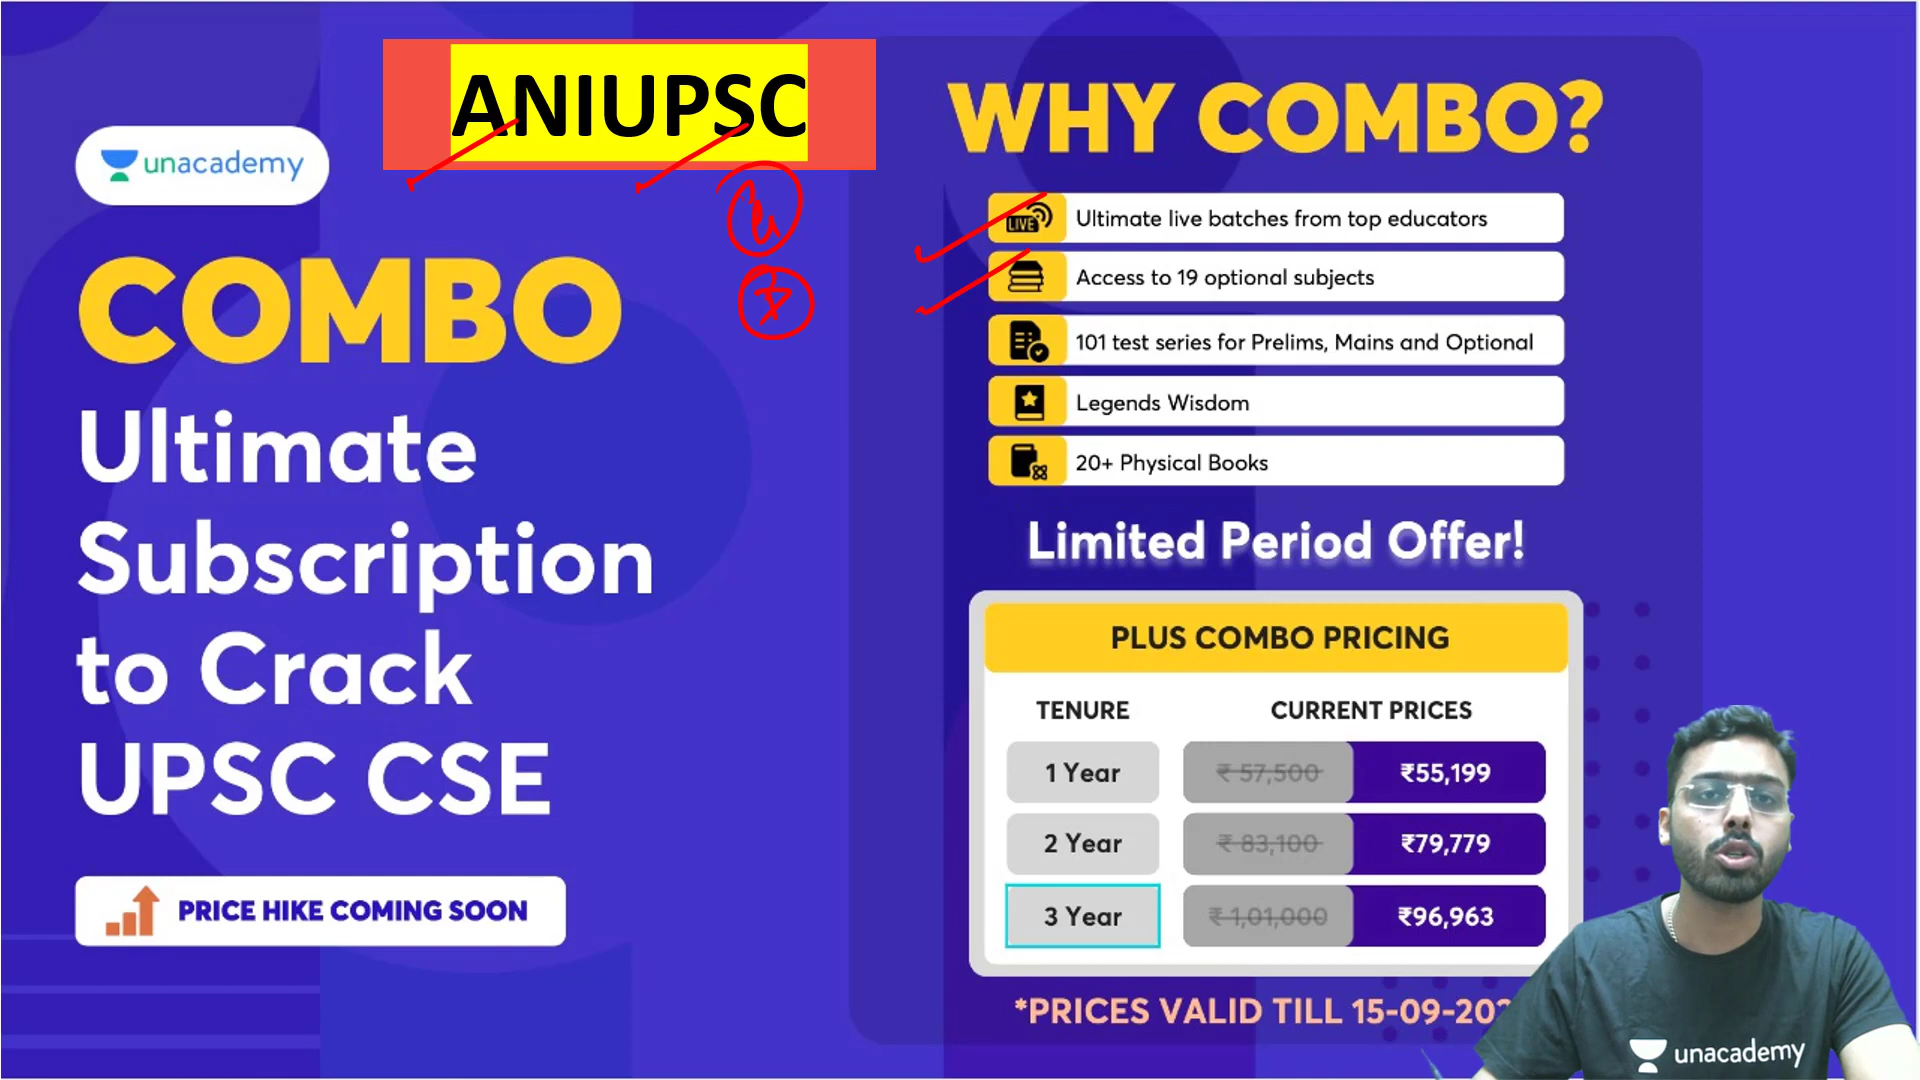 ANIUPSC
unacademy
COMBO
Ultimate
Subscription
to Crack
UPSC CSE
PRICE HIKE COMING SOON
WHY COMBO?
LIVE
Ultimate live batches from top educators
Access to 19 optional subjects
101 test series for Prelims, Mains and Optional
Legends Wisdom
20+ Physical Books
Limited Period Offer!
PLUS COMBO PRICING
TENURE CURRENT PRICES
1 Year ₹ 57,500 ₹55,199
2 Year ₹ 83,100 ₹79,779
3 Year ₹ 1,01,000 ₹96,963
*PRICES VALID TILL 15-09-20
unacademy